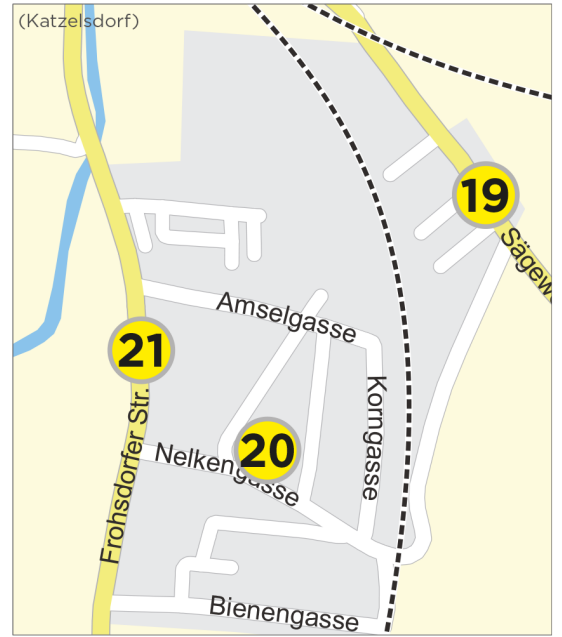 (Katzelsdorf)
19
Sägew
Amselgasse
21
Korngasse
Frohsdorfer Str.
20
Nelkengasse
Bienengasse